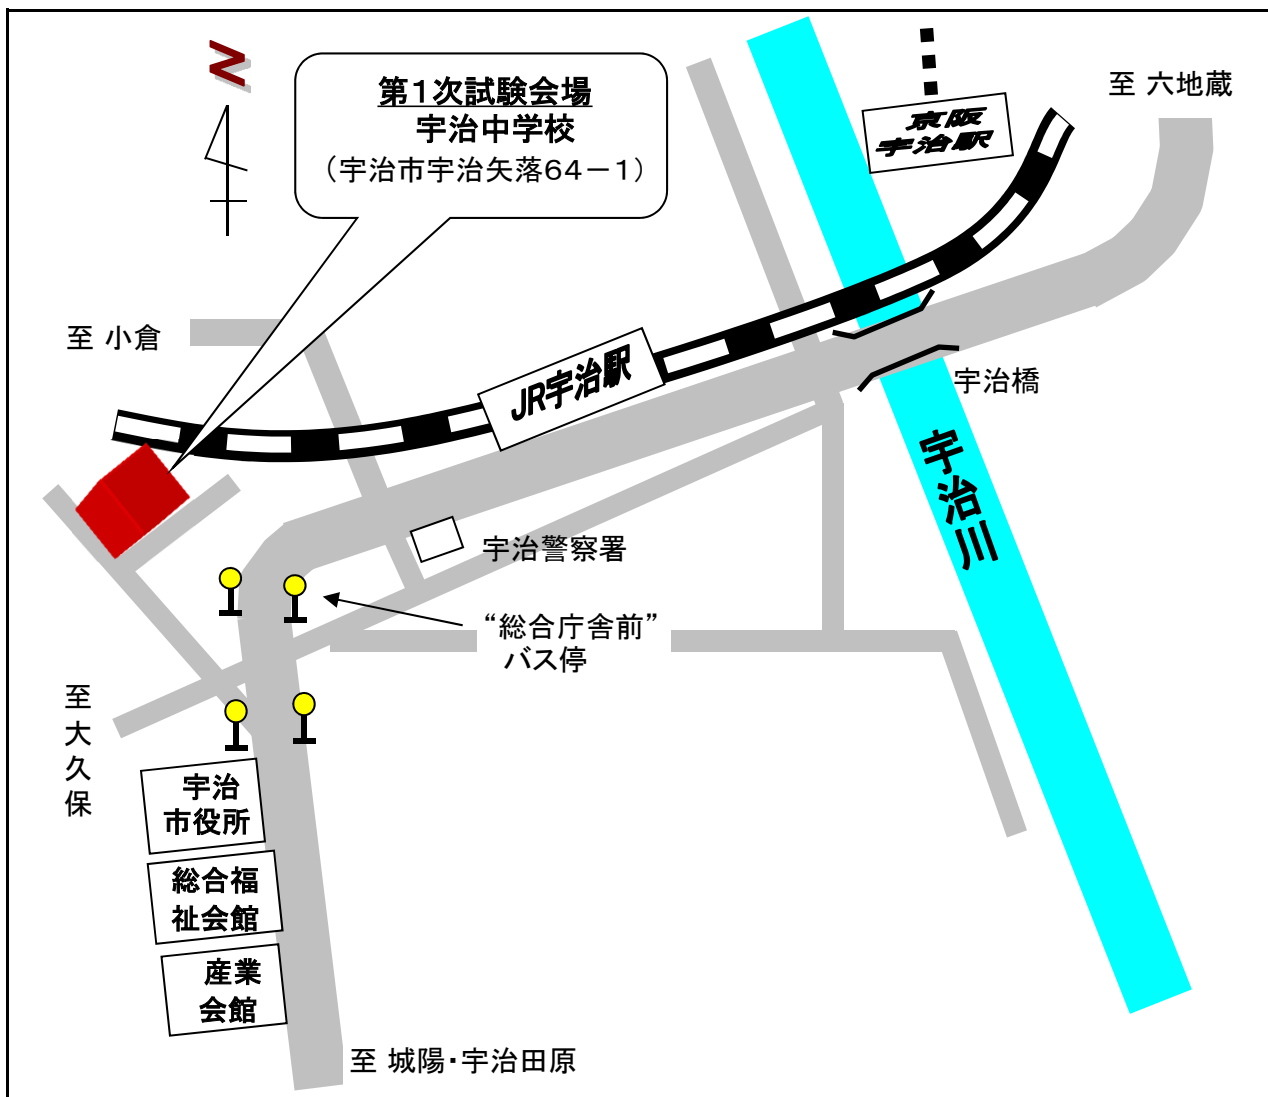 N
第1次試験会場
宇治中学校
（宇治市宇治矢落64－1）
京阪
宇治駅
至 六地蔵
至 小倉
JR宇治駅
宇治橋
宇治川
宇治警察署
“総合庁舎前”
バス停
至大久保
宇治
市役所
総合福
祉会館
産業
会館
至 城陽・宇治田原